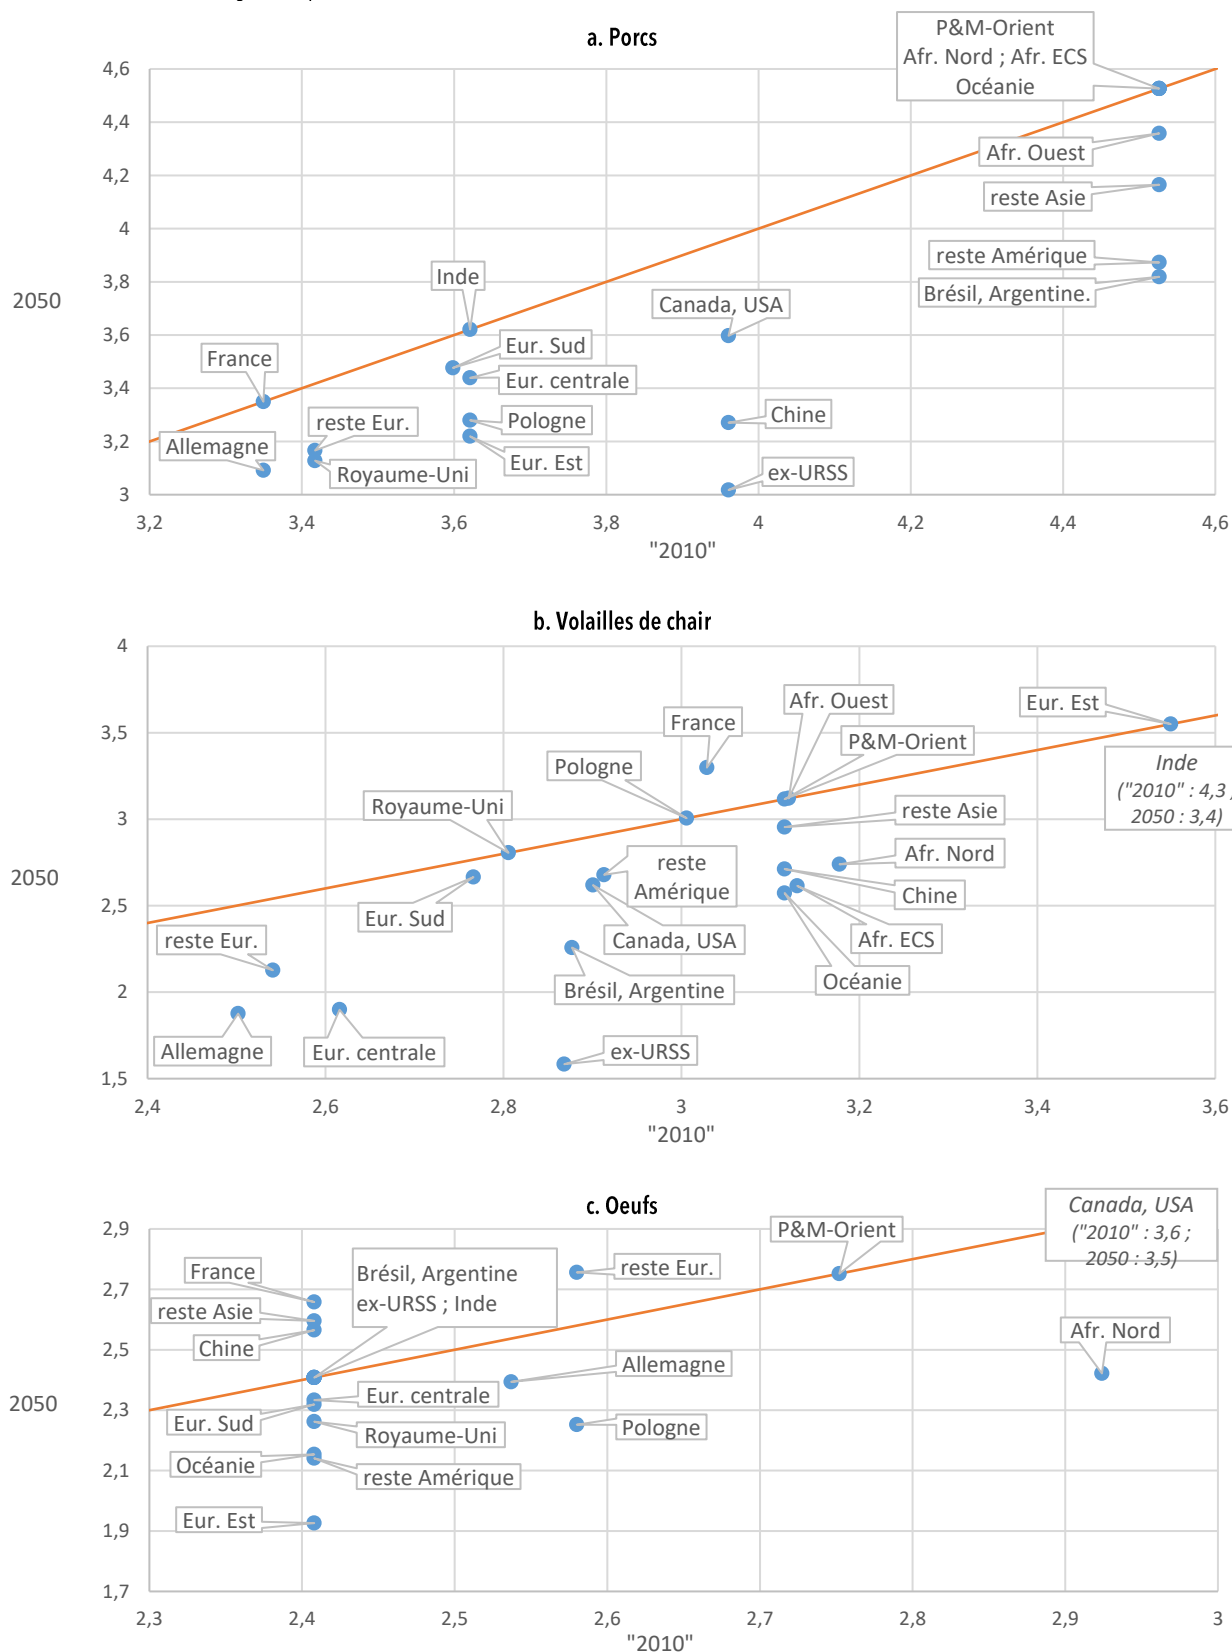 a. Porcs
P&M-Orient
Afr. Nord ; Afr. ECS
Océanie
4,6
4,4
4,2
4
3,8
3,6
3,4
3,2
3
2050
Afr. Ouest
reste Asie
reste Amérique
Brésil, Argentine.
Inde
Canada, USA
Eur. Sud
France
Eur. centrale
reste Eur.
Pologne
Chine
Allemagne
Royaume-Uni
Eur. Est
ex-URSS
3,2
3,4
3,6
3,8
4
4,2
4,4
4,6
"2010"
b. Volailles de chair
4
3,5
3
2,5
2
1,5
2050
Afr. Ouest
Eur. Est
France
P&M-Orient
Pologne
Inde
("2010" : 4,3 ;
2050 : 3,4)
Royaume-Uni
reste Asie
Afr. Nord
reste
Amérique
Chine
Eur. Sud
reste Eur.
Canada, USA
Afr. ECS
Océanie
Brésil, Argentine
Allemagne
Eur. centrale
ex-URSS
2,4
2,6
2,8
3
3,2
3,4
3,6
"2010"
c. Oeufs
Canada, USA
("2010" : 3,6 ;
2050 : 3,5)
2,9
2,7
2,5
2,3
2,1
1,9
1,7
2050
P&M-Orient
France
Brésil, Argentine
ex-URSS ; Inde
reste Eur.
reste Asie
Chine
Afr. Nord
Allemagne
Eur. centrale
Eur. Sud
Royaume-Uni
Pologne
Océanie
reste Amérique
Eur. Est
2,3
2,4
2,5
2,6
2,7
2,8
2,9
3
"2010"